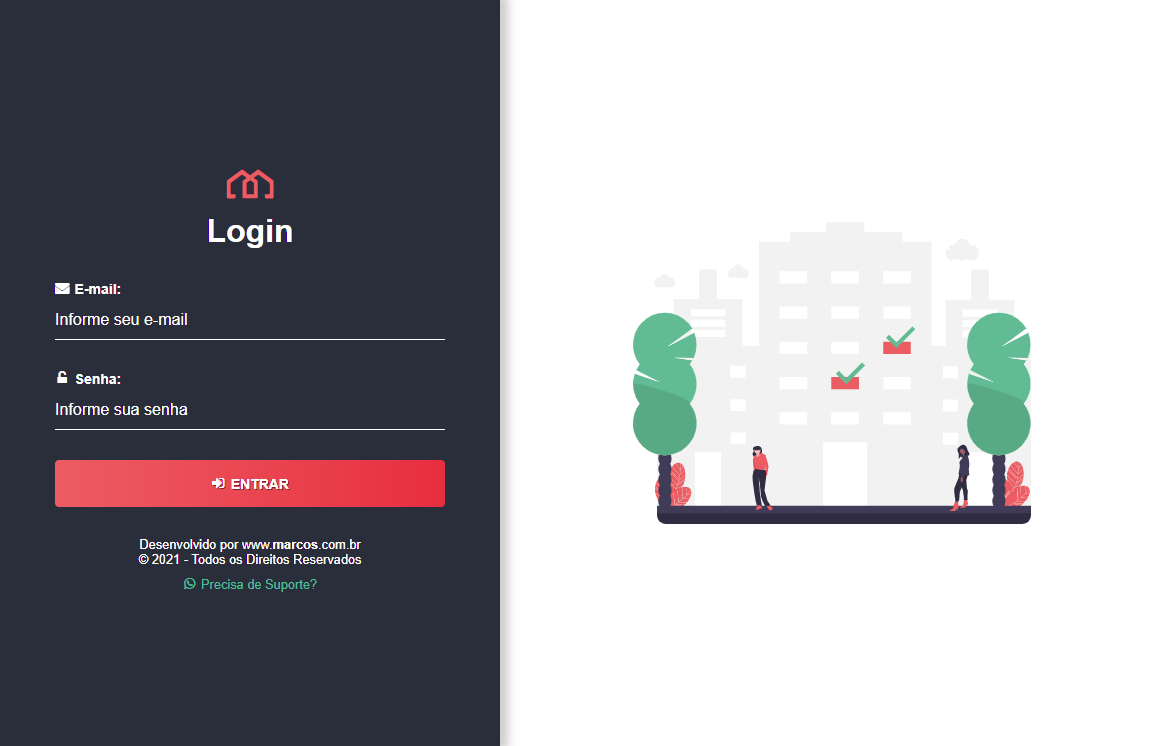 Login
E-mail:
Informe seu e-mail
Senha:
Informe sua senha
ENTRAR
Desenvolvido por www.marcos.com.br
© 2021 - Todos os Direitos Reservados
Precisa de Suporte?